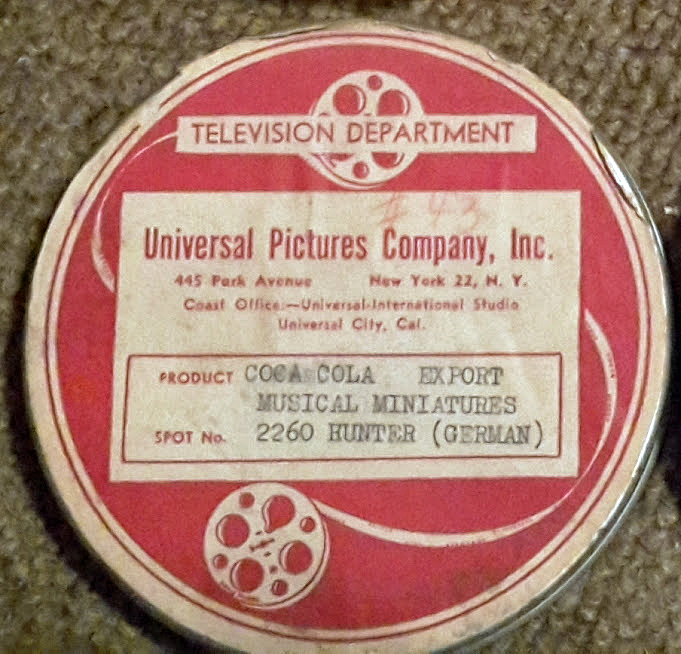 TELEVISION DEPARTMENT
# 43
Universal Pictures Company, Inc.
445 Park Avenue New York 22, N. Y.
Coast Office:—Universal-International Studio
Universal City, Cal.
PRODUCT COCA-COLA EXPORT
MUSICAL MINIATURES
SPOT No. 2260 HUNTER (GERMAN)